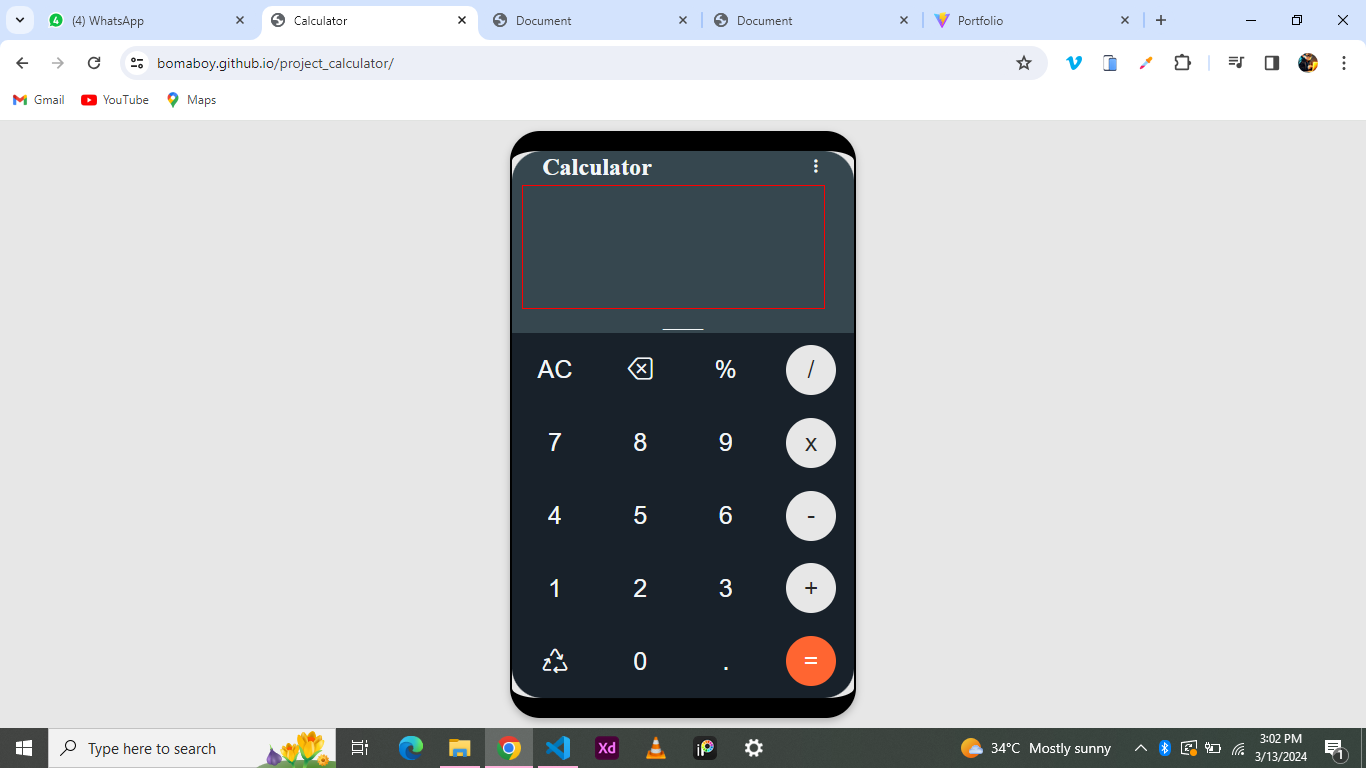 (4) WhatsApp
Calculator
Document
Document
Portfolio
bomaboy.github.io/project_calculator/
Gmail
YouTube
Maps
Calculator
AC % /
7 8 9 x
4 5 6 -
1 2 3 +
0 . =
Type here to search
Xd
iP
34°C Mostly sunny
3:02 PM
3/13/2024
1